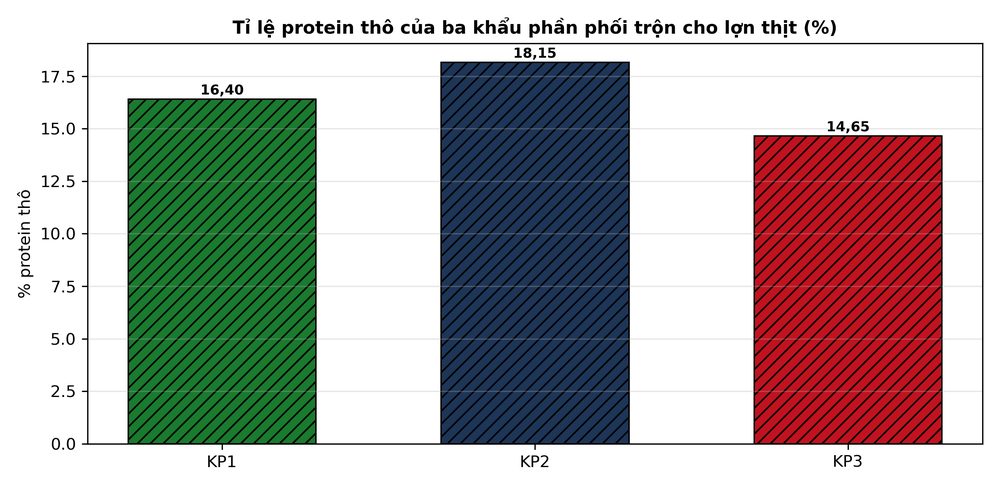 Tỉ lệ protein thô của ba khẩu phần phối trộn cho lợn thịt (%)
% protein thô
17.5
15.0
12.5
10.0
7.5
5.0
2.5
0.0
16,40
18,15
14,65
KP1
KP2
KP3